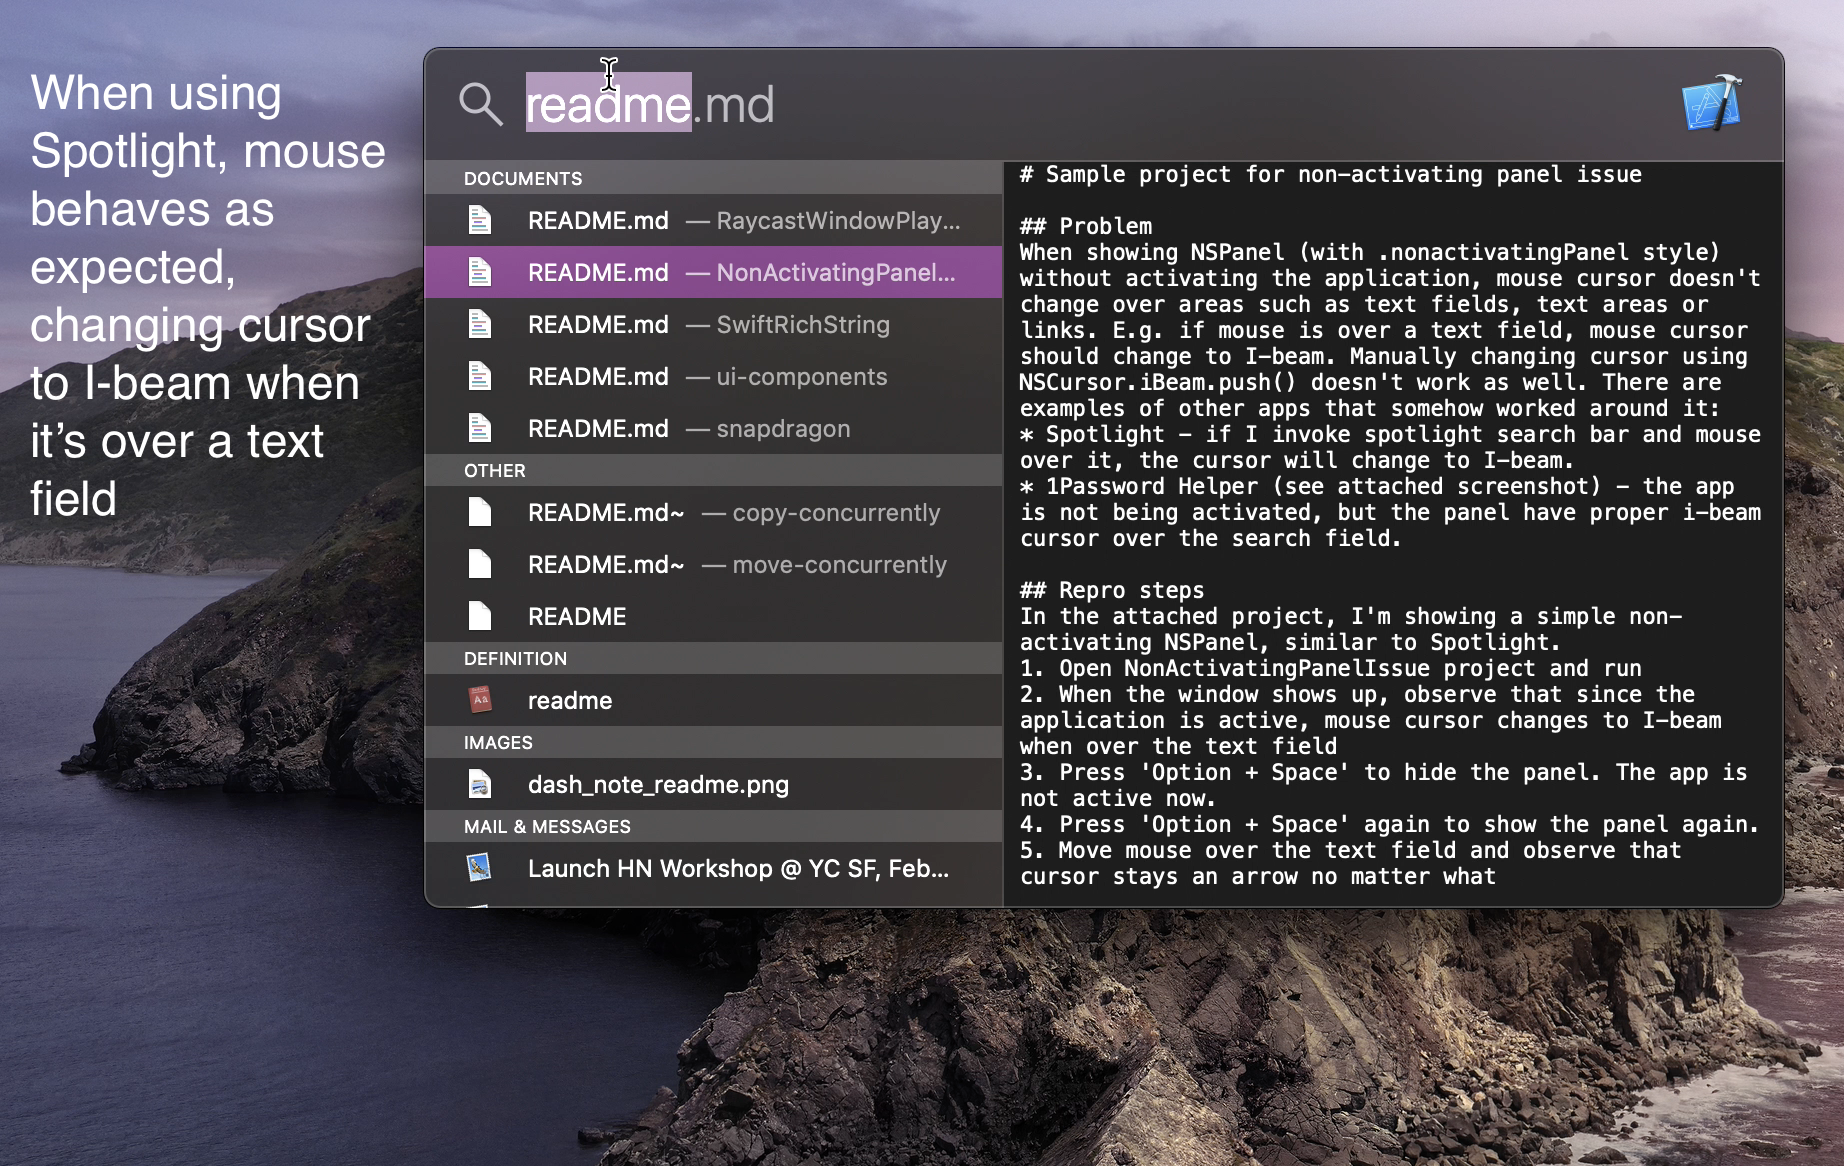 When using
Spotlight, mouse
behaves as
expected,
changing cursor
to I-beam when
it’s over a text
field
readme.md
DOCUMENTS
README.md — RaycastWindowPlay...
README.md — NonActivatingPanel...
README.md — SwiftRichString
README.md — ui-components
README.md — snapdragon
OTHER
README.md~ — copy-concurrently
README.md~ — move-concurrently
README
DEFINITION
Aa
readme
IMAGES
dash_note_readme.png
MAIL & MESSAGES
Launch HN Workshop @ YC SF, Feb...
# Sample project for non-activating panel issue
## Problem
When showing NSPanel (with .nonactivatingPanel style)
without activating the application, mouse cursor doesn't
change over areas such as text fields, text areas or
links. E.g. if mouse is over a text field, mouse cursor
should change to I-beam. Manually changing cursor using
NSCursor.iBeam.push() doesn't work as well. There are
examples of other apps that somehow worked around it:
* Spotlight - if I invoke spotlight search bar and mouse
over it, the cursor will change to I-beam.
* 1Password Helper (see attached screenshot) - the app
is not being activated, but the panel have proper i-beam
cursor over the search field.
## Repro steps
In the attached project, I'm showing a simple non-
activating NSPanel, similar to Spotlight.
1. Open NonActivatingPanelIssue project and run
2. When the window shows up, observe that since the
application is active, mouse cursor changes to I-beam
when over the text field
3. Press 'Option + Space' to hide the panel. The app is
not active now.
4. Press 'Option + Space' again to show the panel again.
5. Move mouse over the text field and observe that
cursor stays an arrow no matter what